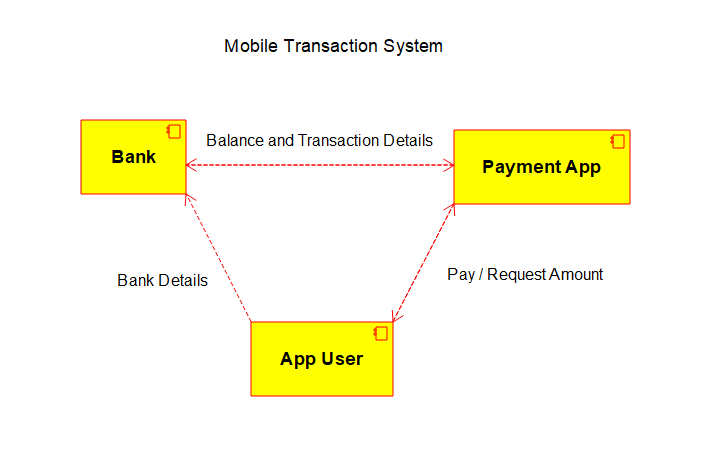 Mobile Transaction System
Balance and Transaction Details
Bank
Payment App
Bank Details
Pay / Request Amount
App User